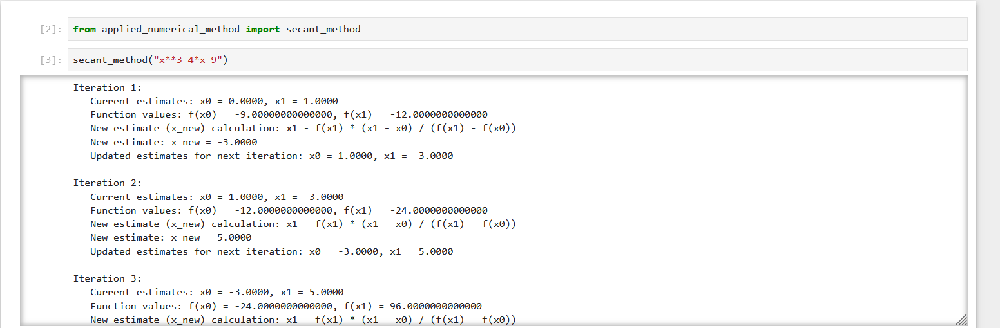 [2]: from applied_numerical_method import secant_method
[3]: secant_method("x**3-4*x-9")
Iteration 1:
Current estimates: x0 = 0.0000, x1 = 1.0000
Function values: f(x0) = -9.00000000000000, f(x1) = -12.0000000000000
New estimate (x_new) calculation: x1 - f(x1) * (x1 - x0) / (f(x1) - f(x0))
New estimate: x_new = -3.0000
Updated estimates for next iteration: x0 = 1.0000, x1 = -3.0000
Iteration 2:
Current estimates: x0 = 1.0000, x1 = -3.0000
Function values: f(x0) = -12.0000000000000, f(x1) = -24.0000000000000
New estimate (x_new) calculation: x1 - f(x1) * (x1 - x0) / (f(x1) - f(x0))
New estimate: x_new = 5.0000
Updated estimates for next iteration: x0 = -3.0000, x1 = 5.0000
Iteration 3:
Current estimates: x0 = -3.0000, x1 = 5.0000
Function values: f(x0) = -24.0000000000000, f(x1) = 96.0000000000000
New estimate (x_new) calculation: x1 - f(x1) * (x1 - x0) / (f(x1) - f(x0))